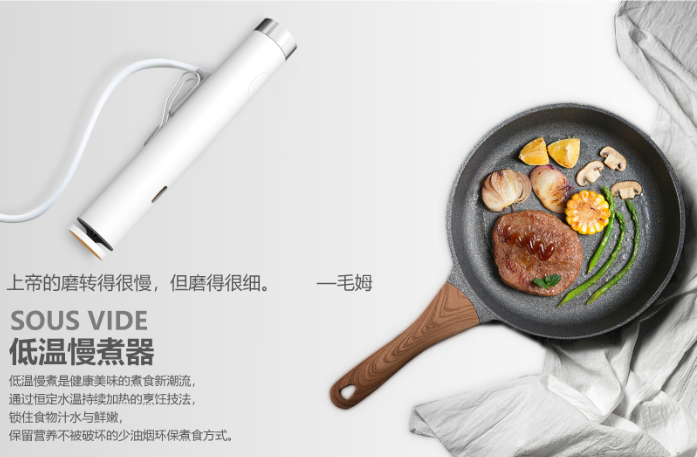 上帝的磨转得很慢，但磨得很细。 —毛姆
SOUS VIDE
低温慢煮器
低温慢煮是健康美味的煮食新潮流，
通过恒定水温持续加热的烹饪技法，
锁住食物汁水与鲜嫩，
保留营养不被破坏的少油烟环保煮食方式。